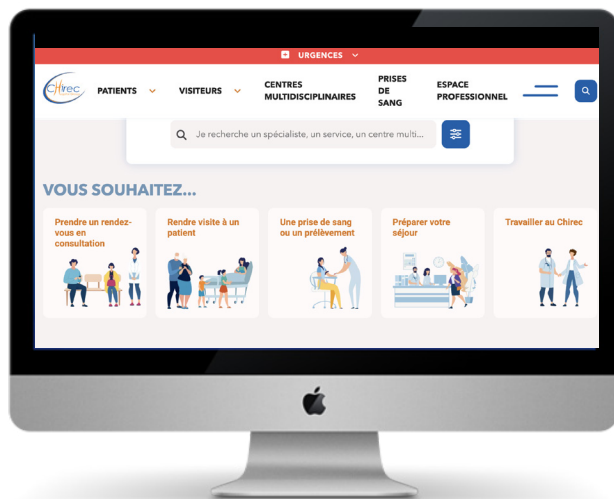 URGENCES
CHirec
PATIENTS
VISITEURS
CENTRES
MULTIDISCIPLINAIRES
PRISES
DE
SANG
ESPACE
PROFESSIONNEL
Je recherche un spécialiste, un service, un centre multi...
VOUS SOUHAITEZ...
Prendre un rendez-
vous en
consultation
Rendre visite à un
patient
Une prise de sang
ou un prélèvement
Préparer votre
séjour
Travailler au Chirec